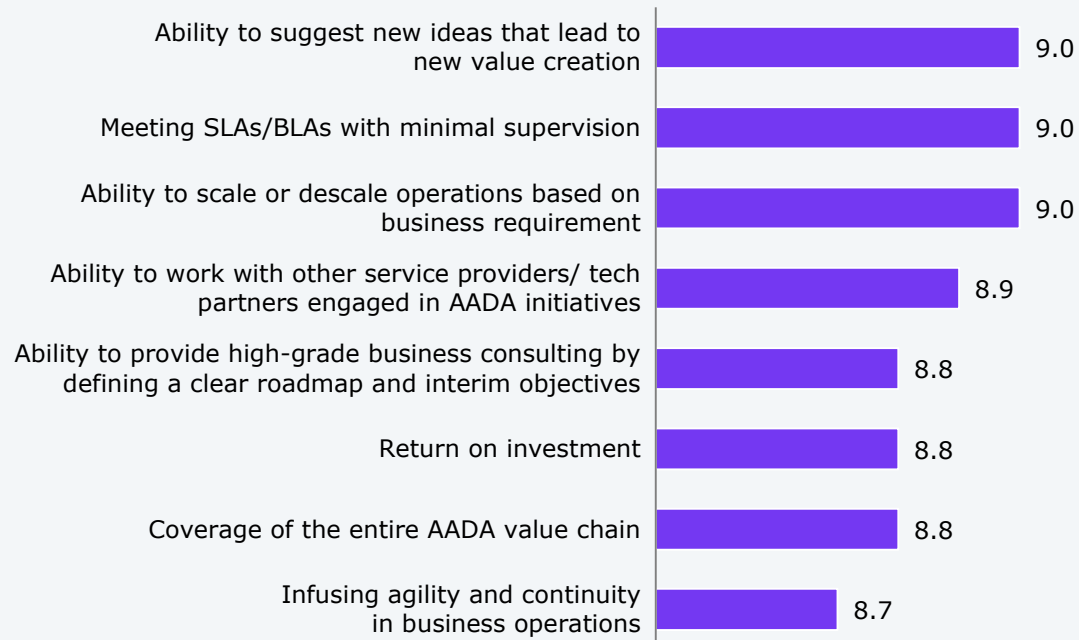 Ability to suggest new ideas that lead to
new value creation
9.0
Meeting SLAs/BLAs with minimal supervision
9.0
Ability to scale or descale operations based on
business requirement
9.0
Ability to work with other service providers/ tech
partners engaged in AADA initiatives
8.9
Ability to provide high-grade business consulting by
defining a clear roadmap and interim objectives
8.8
Return on investment
8.8
Coverage of the entire AADA value chain
8.8
Infusing agility and continuity
in business operations
8.7